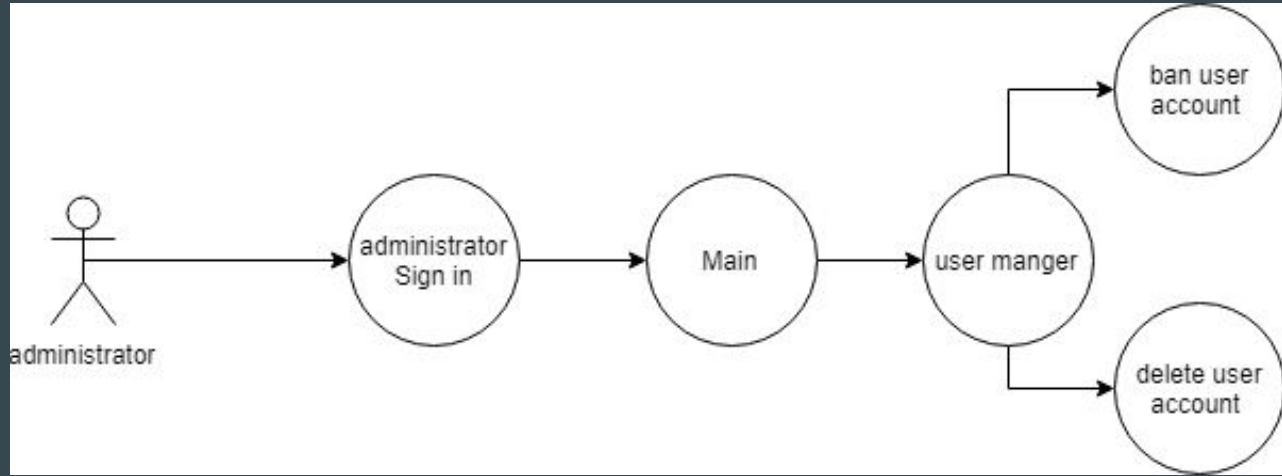 administrator
administrator
Sign in
Main
user manger
ban user
account
delete user
account